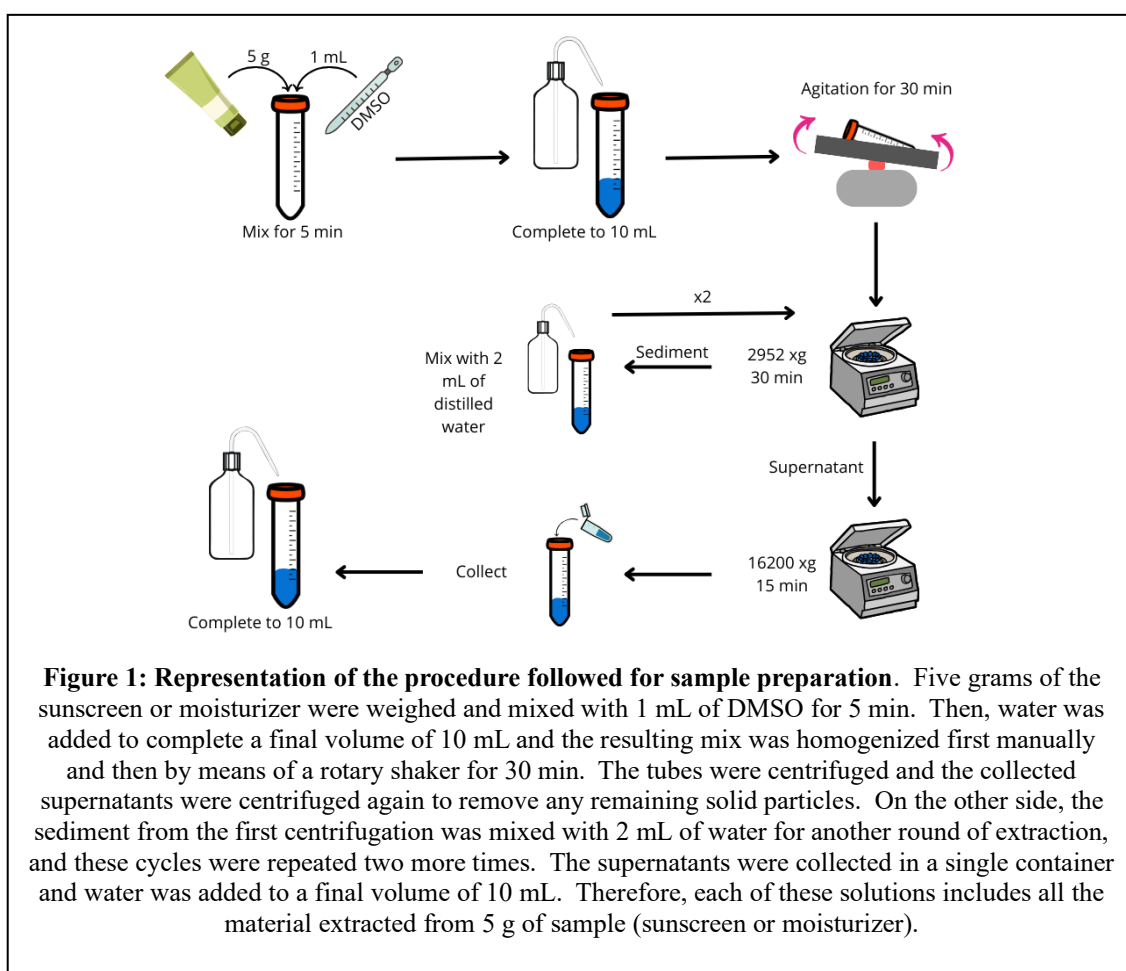 5 g
1 mL
DMSO
Mix for 5 min
Complete to 10 mL
Agitation for 30 min
x2
Sediment
Mix with 2
mL of
distilled
water
2952 xg
30 min
Supernatant
16200 xg
15 min
Collect
Complete to 10 mL
Figure 1: Representation of the procedure followed for sample preparation. Five grams of the
sunscreen or moisturizer were weighed and mixed with 1 mL of DMSO for 5 min. Then, water was
added to complete a final volume of 10 mL and the resulting mix was homogenized first manually
and then by means of a rotary shaker for 30 min. The tubes were centrifuged and the collected
supernatants were centrifuged again to remove any remaining solid particles. On the other side, the
sediment from the first centrifugation was mixed with 2 mL of water for another round of extraction,
and these cycles were repeated two more times. The supernatants were collected in a single container
and water was added to a final volume of 10 mL. Therefore, each of these solutions includes all the
material extracted from 5 g of sample (sunscreen or moisturizer).